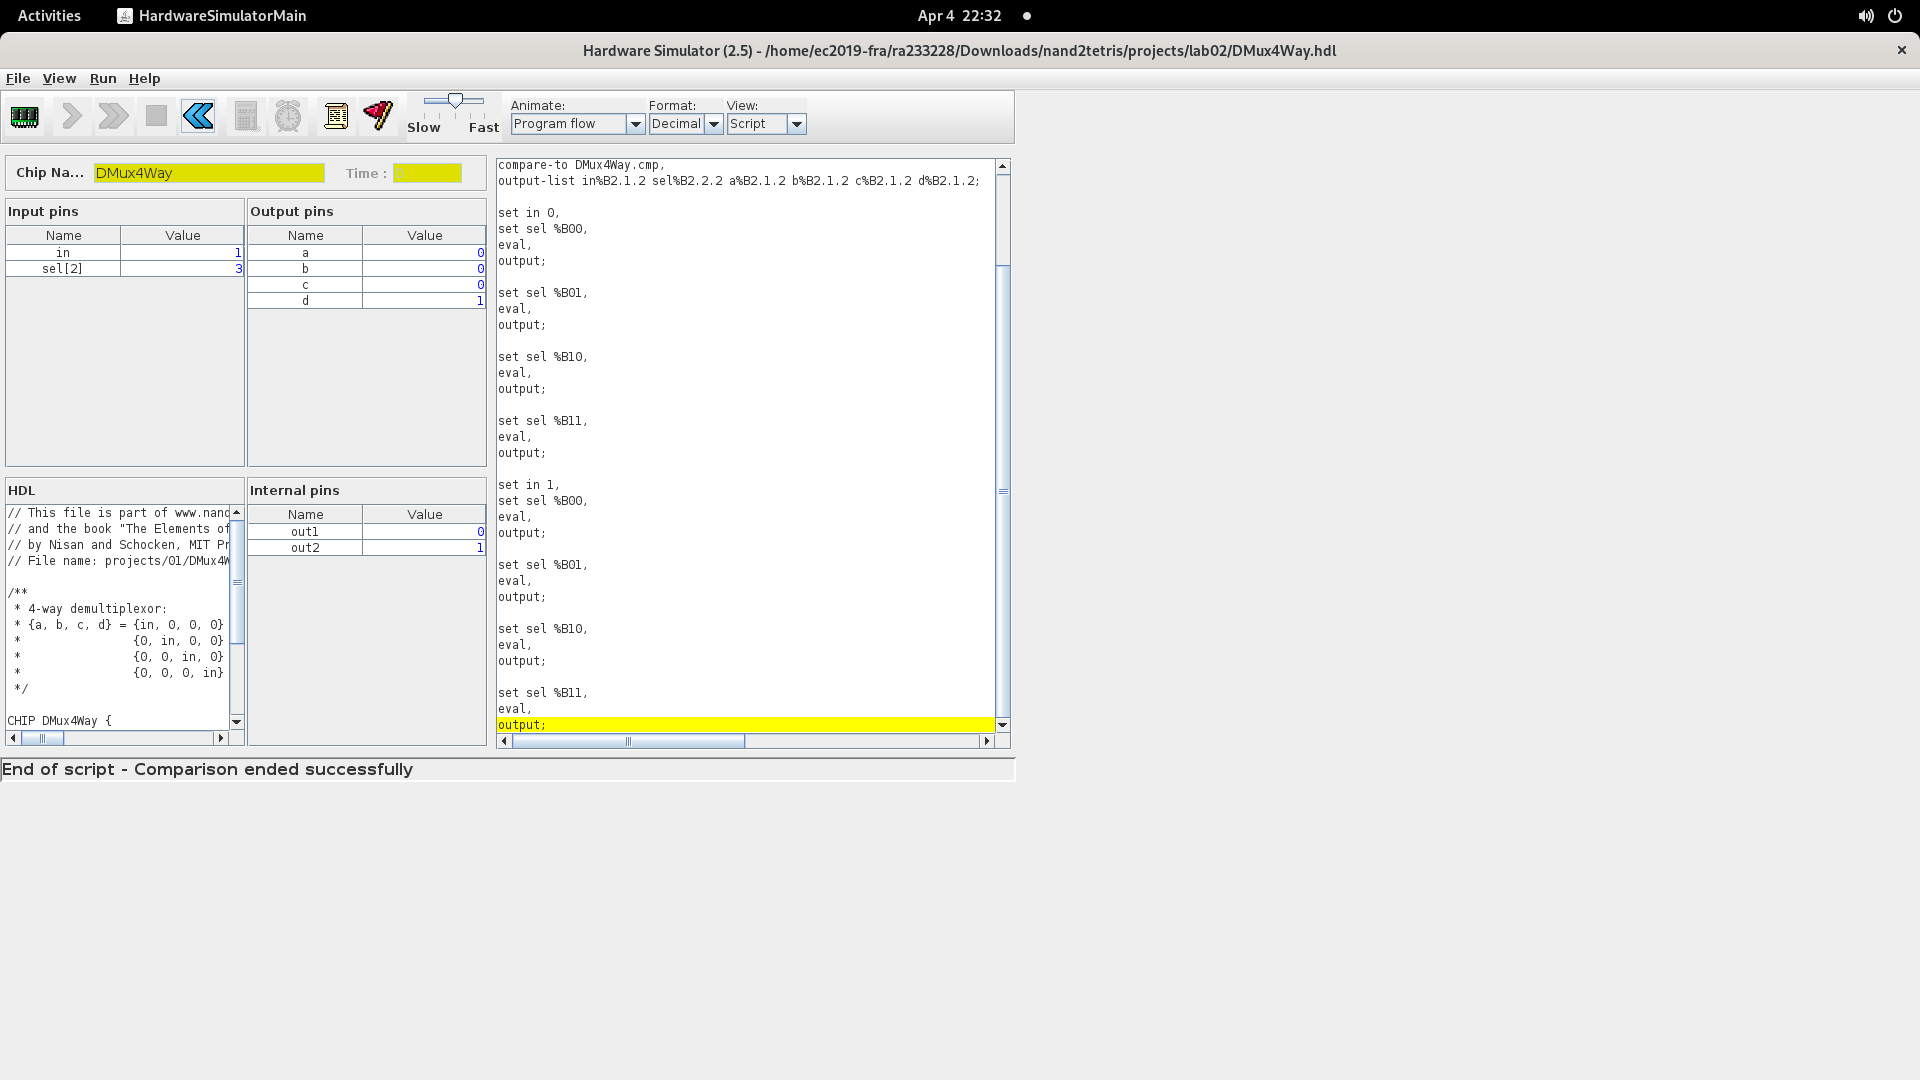 Activities
HardwareSimulatorMain
Apr 4 22:32
Hardware Simulator (2.5) - /home/ec2019-fra/ra233228/Downloads/nand2tetris/projects/lab02/DMux4Way.hdl
File View Run Help
Slow Fast
Animate:
Program flow
Format:
Decimal
View:
Script
Chip Na...
DMux4Way
Time :
0
Input pins
Name Value
in 1
sel[2] 3
Output pins
Name Value
a 0
b 0
c 0
d 1
HDL
// This file is part of www.nand
// and the book "The Elements of
// by Nisan and Schocken, MIT Pr
// File name: projects/01/DMux4W
/**
* 4-way demultiplexor:
* {a, b, c, d} = {in, 0, 0, 0}
* {0, in, 0, 0}
* {0, 0, in, 0}
* {0, 0, 0, in}
*/
CHIP DMux4Way {
Internal pins
Name Value
out1 0
out2 1
compare-to DMux4Way.cmp,
output-list in%B2.1.2 sel%B2.2.2 a%B2.1.2 b%B2.1.2 c%B2.1.2 d%B2.1.2;
set in 0,
set sel %B00,
eval,
output;
set sel %B01,
eval,
output;
set sel %B10,
eval,
output;
set sel %B11,
eval,
output;
set in 1,
set sel %B00,
eval,
output;
set sel %B01,
eval,
output;
set sel %B10,
eval,
output;
set sel %B11,
eval,
output;
End of script - Comparison ended successfully